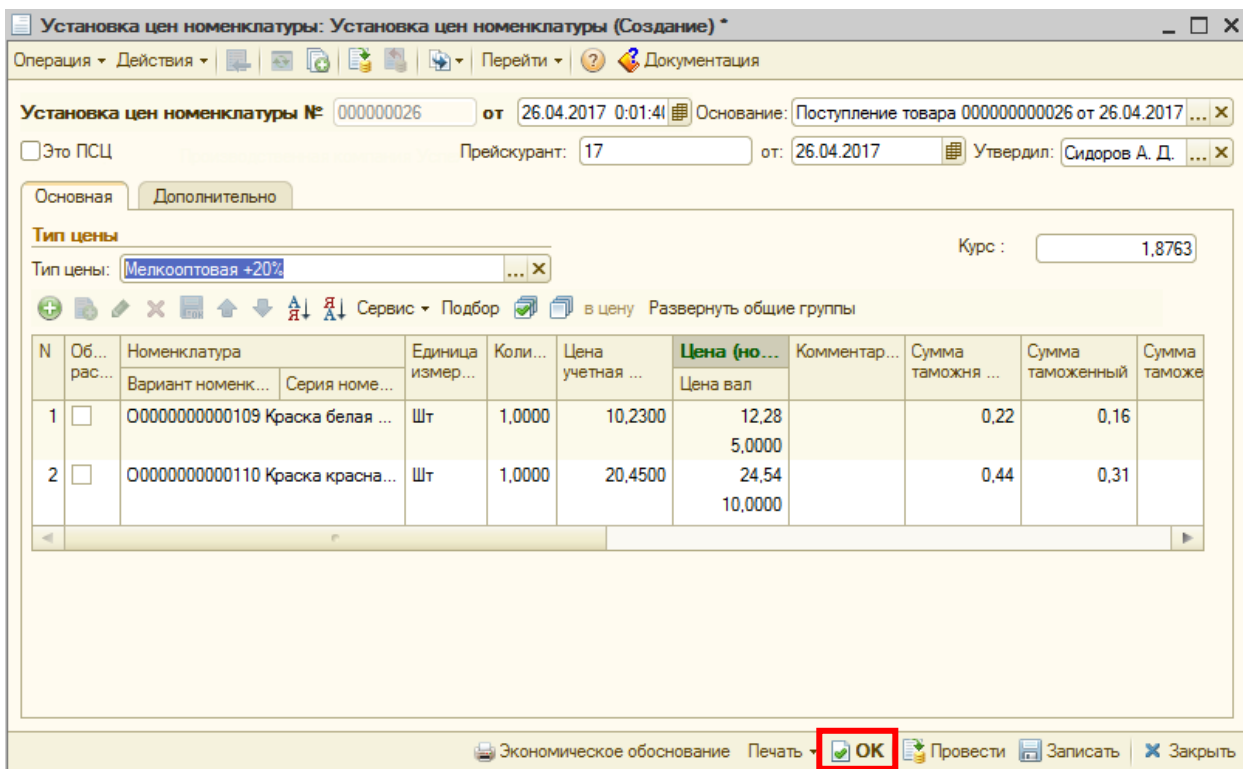 Установка цен номенклатуры: Установка цен номенклатуры (Создание) *
Операция Действия Перейти ? Документация
Установка цен номенклатуры № 000000026 от 26.04.2017 0:01:4 Основание: Поступление товара 000000000026 от 26.04.2017 ... ×
Это ПСЦ Прейскурант: 17 от: 26.04.2017 Утвердил: Сидоров А. Д. ... ×
Основная Дополнительно
Тип цены
Курс : 1,8763
Тип цены: Мелкооптовая +20% ... ×
Сервис Подбор в цену Развернуть общие группы
N Об... Номенклатура Единица Коли... Цена Цена (но... Комментар... Сумма Сумма Сумма
рас... Вариант номенк... Серия номе... измер... учетная ... Цена вал таможня ... таможенный таможе
1 О0000000000109 Краска белая ... Шт 1,0000 10,2300 12,28 0,22 0,16
5,0000
2 О0000000000110 Краска красна... Шт 1,0000 20,4500 24,54 0,44 0,31
10,0000
Экономическое обоснование Печать OK Провести Записать Закрыть